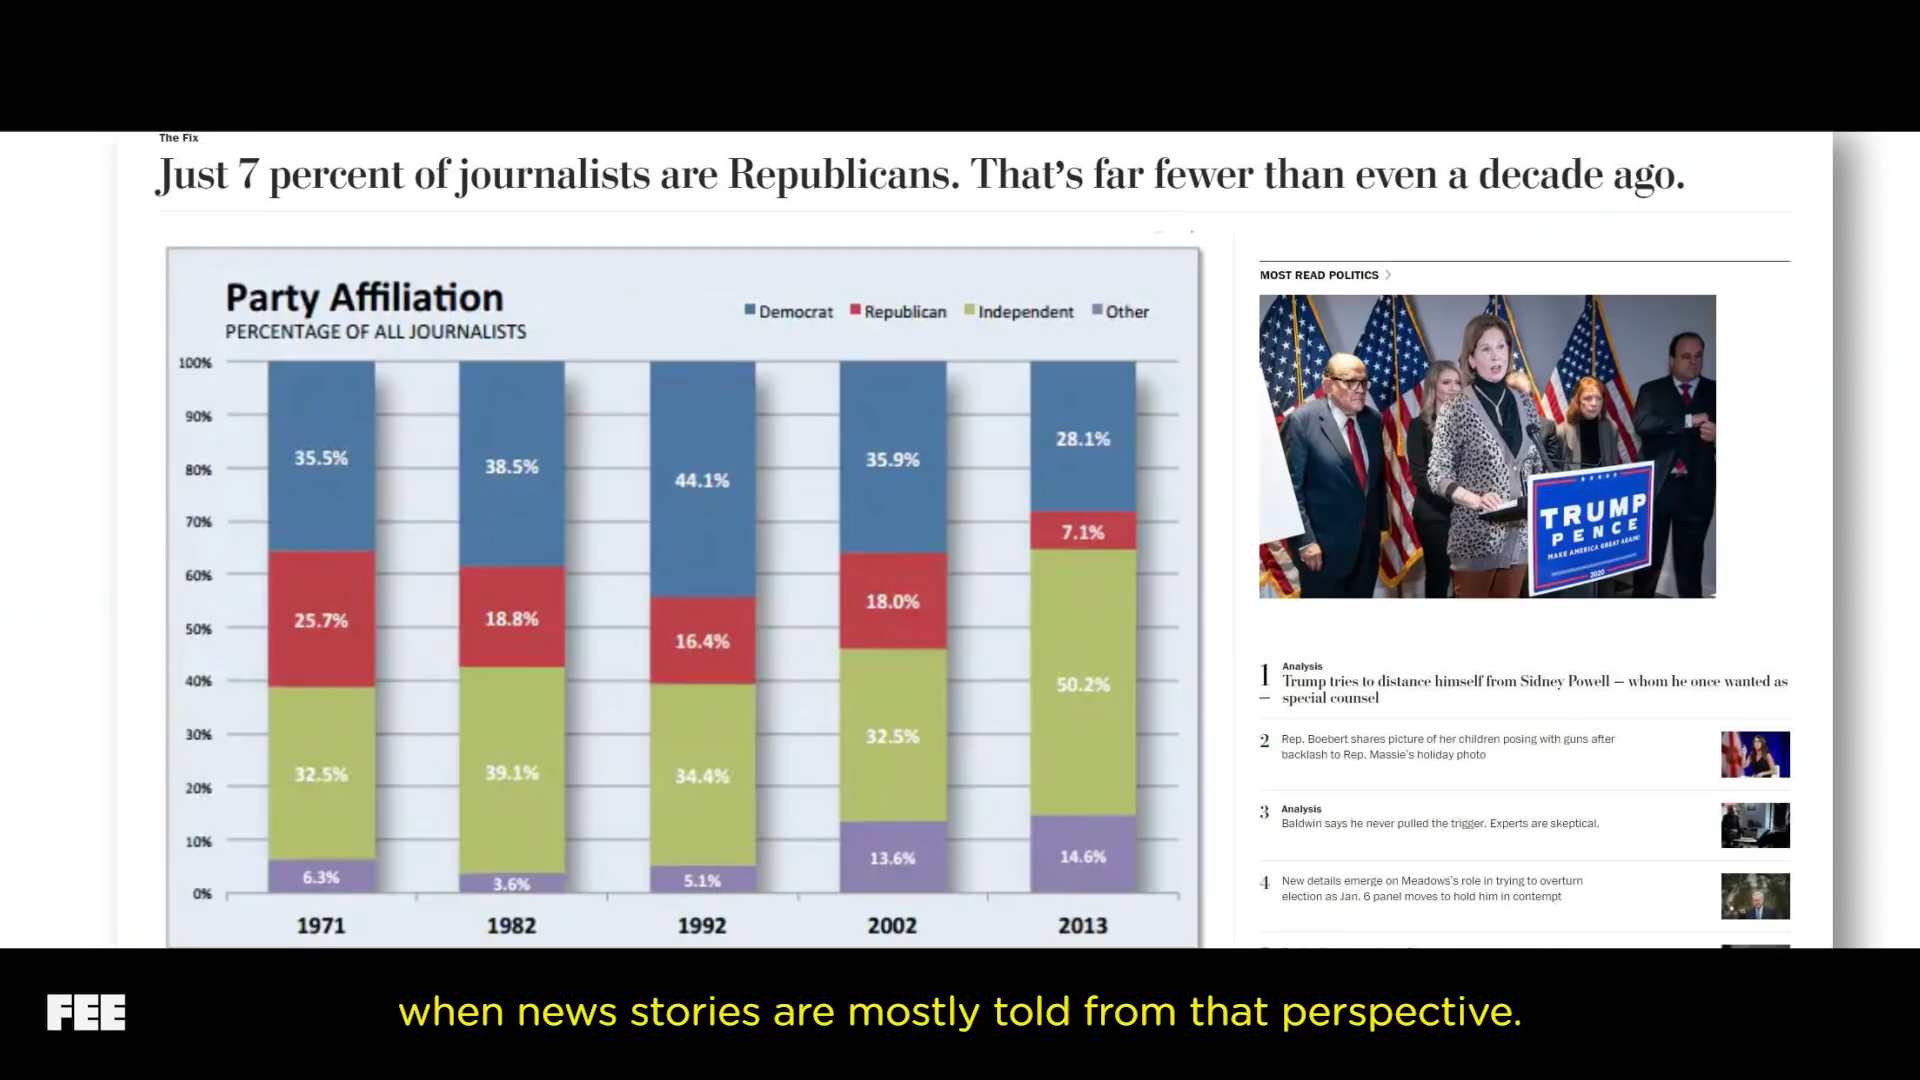 The Fix
Just 7 percent of journalists are Republicans. That's far fewer than even a decade ago.
Party Affiliation
PERCENTAGE OF ALL JOURNALISTS
Democrat Republican Independent Other
100%
90%
80%
70%
60%
50%
40%
30%
20%
10%
0%
35.5% 38.5% 44.1% 35.9% 28.1%
25.7% 18.8% 16.4% 18.0% 7.1%
32.5% 39.1% 34.4% 32.5% 50.2%
6.3% 3.6% 5.1% 13.6% 14.6%
1971 1982 1992 2002 2013
MOST READ POLITICS
TRUMP
PENCE
MAKE AMERICA GREAT AGAIN!
2020
1 Analysis
Trump tries to distance himself from Sidney Powell — whom he once wanted as
special counsel
2 Rep. Boebert shares picture of her children posing with guns after
backlash to Rep. Massie's holiday photo
3 Analysis
Baldwin says he never pulled the trigger. Experts are skeptical.
4 New details emerge on Meadows's role in trying to overturn
election as Jan. 6 panel moves to hold him in contempt
FEE
when news stories are mostly told from that perspective.